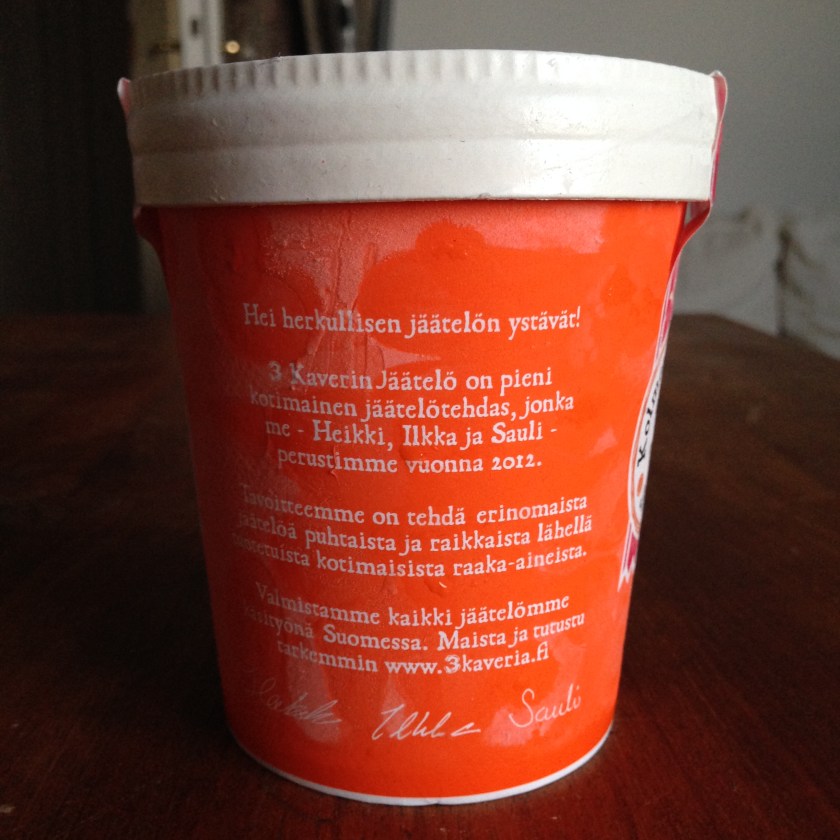 Hei herkullisen jäätelön ystävät!
3 Kaverin Jäätelö on pieni
kotimainen jäätelötehdas, jonka
me - Heikki, Ilkka ja Sauli -
perustimme vuonna 2012.
Tavoitteemme on tehdä erinomaista
jäätelöä puhtaista ja raikkaista lähellä
tuotetuista kotimaisista raaka-aineista.
Valmistamme kaikki jäätelömme
käsityönä Suomessa. Maista ja tutustu
tarkemmin www.3kaveria.fi
Ilkka Sauli